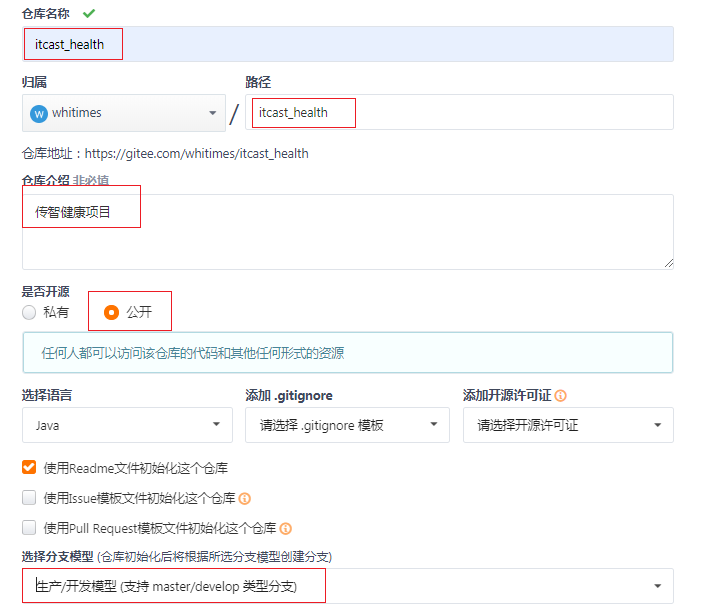 仓库名称
itcast_health
归属 路径
w whitimes / itcast_health
仓库地址：https://gitee.com/whitimes/itcast_health
仓库介绍 非必填
传智健康项目
是否开源
私有 公开
任何人都可以访问该仓库的代码和其他任何形式的资源
选择语言 添加 .gitignore 添加开源许可证
Java 请选择 .gitignore 模板 请选择开源许可证
使用Readme文件初始化这个仓库
使用Issue模板文件初始化这个仓库
使用Pull Request模板文件初始化这个仓库
选择分支模型 (仓库初始化后将根据所选分支模型创建分支)
生产/开发模型 (支持 master/develop 类型分支)